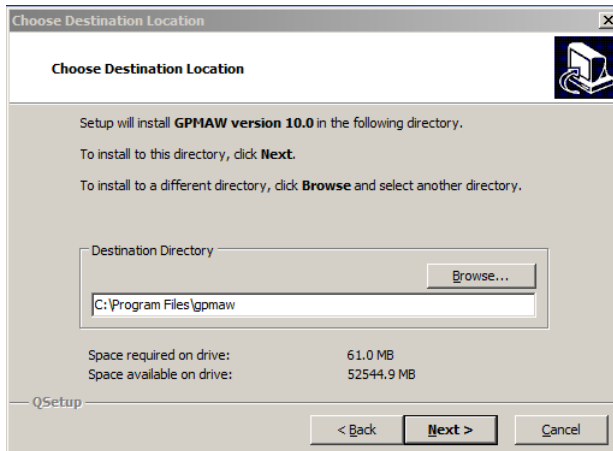 Choose Destination Location
Choose Destination Location
Setup will install GPMAW version 10.0 in the following directory.
To install to this directory, click Next.
To install to a different directory, click Browse and select another directory.
Destination Directory
Browse...
C:\Program Files\gpmaw
Space required on drive: 61.0 MB
Space available on drive: 52544.9 MB
QSetup
< Back Next > Cancel